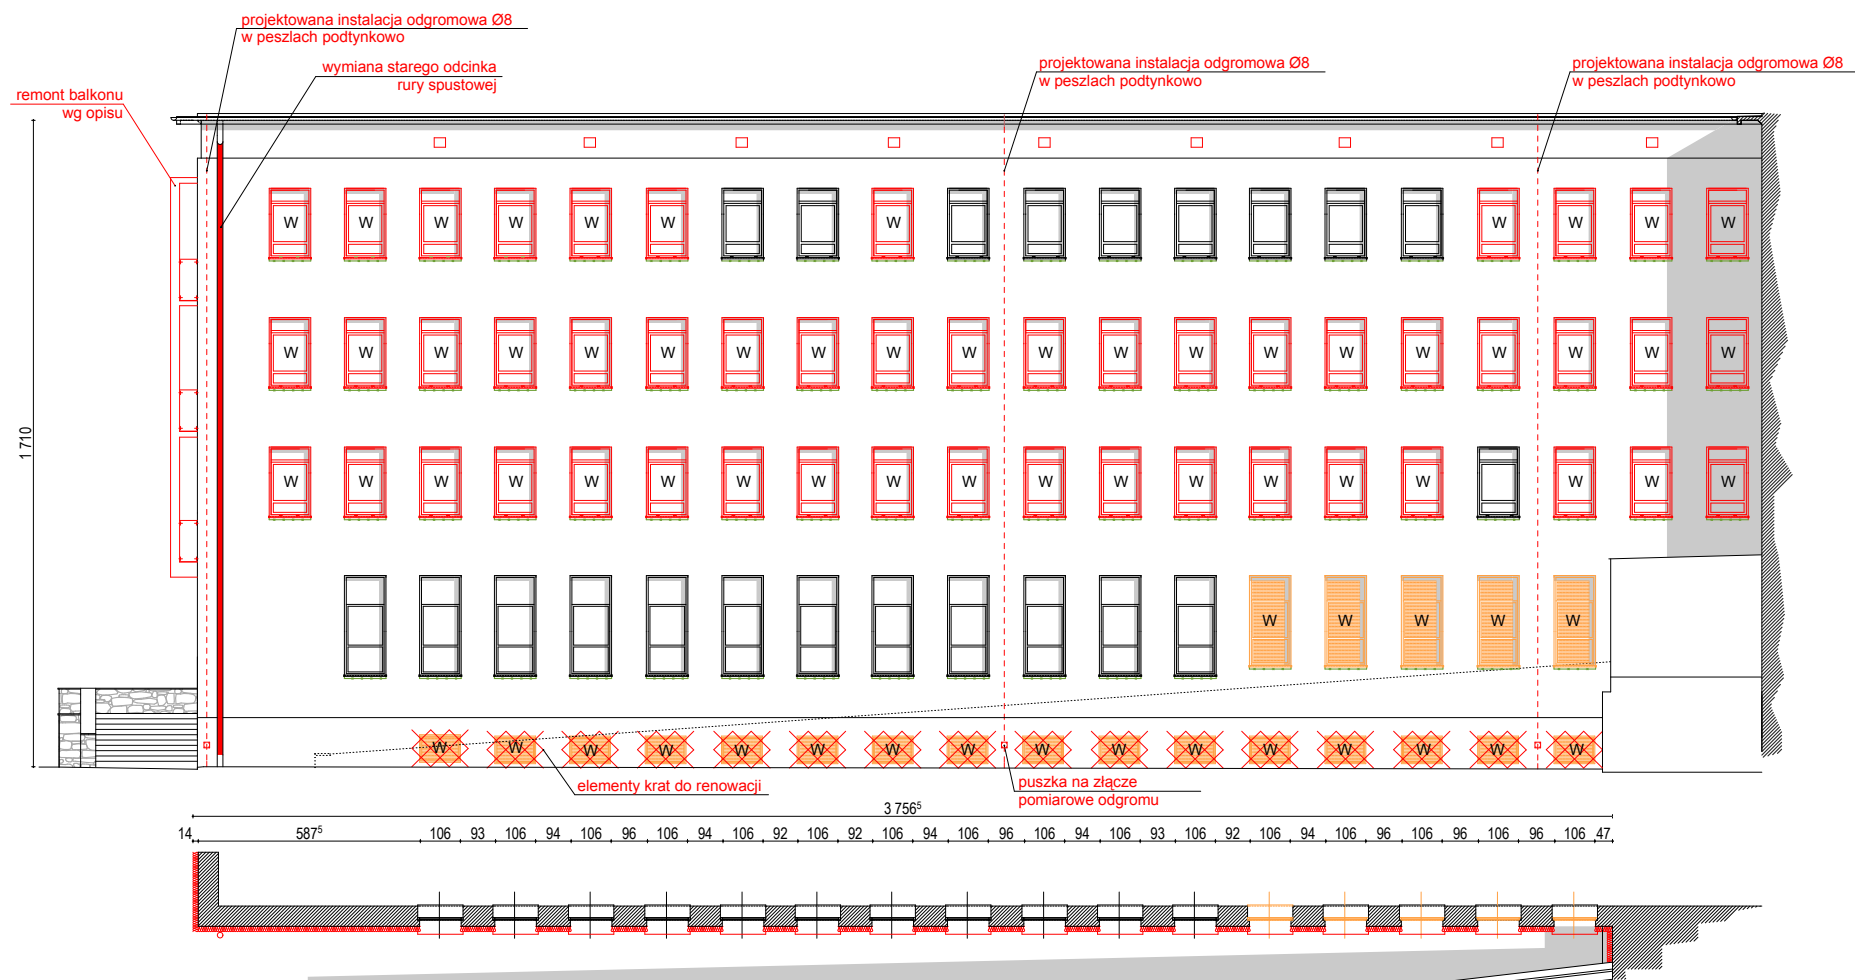 projektowana instalacja odgromowa Ø8
w peszlach podtynkowo
wymiana starego odcinka
rury spustowej
remont balkonu
wg opisu
projektowana instalacja odgromowa Ø8
w peszlach podtynkowo
projektowana instalacja odgromowa Ø8
w peszlach podtynkowo
W W W W W W W W W W W
W W W W W W W W W W W W W W W W W W W W
W W W W W W W W W W W W W W W W W W W
1 710
W W W W W
W W W W W W W W W W W W W W W W
elementy krat do renowacji
puszka na złącze
pomiarowe odgromu
3 756⁵
14 587⁵ 106 93 106 94 106 96 106 94 106 92 106 92 106 94 106 96 106 94 106 93 106 92 106 94 106 96 106 96 106 96 106 47